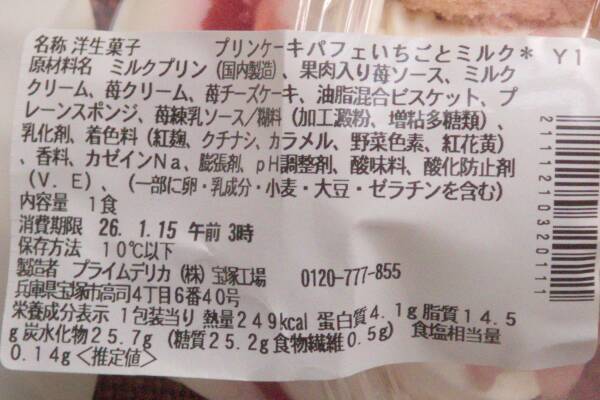 名称 洋生菓子 プリンケーキパフェいちごとミルク* Y1
原材料名 ミルクプリン(国内製造)、果肉入り苺ソース、ミルク
クリーム、苺クリーム、苺チーズケーキ、油脂混合ビスケット、プ
レーンスポンジ、苺練乳ソース/糊料(加工澱粉、増粘多糖類)、
乳化剤、着色料(紅麹、クチナシ、カラメル、野菜色素、紅花黄)
、香料、カゼインNa、膨張剤、pH調整剤、酸味料、酸化防止剤
(V.E)、(一部に卵・乳成分・小麦・大豆・ゼラチンを含む)
内容量 1食
消費期限 26. 1.15 午前 3時
保存方法 10℃以下
製造者 プライムデリカ(株)宝塚工場 0120-777-855
兵庫県宝塚市高司4丁目6番40号
栄養成分表示 1包装当り 熱量249kcal 蛋白質4.1g 脂質14.5
g 炭水化物25.7g (糖質25.2g 食物繊維0.5g) 食塩相当量
0.14g<推定値>
21111210320111